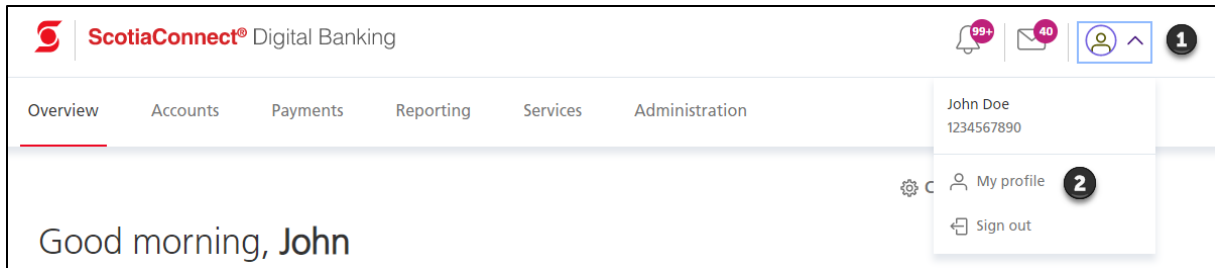 ScotiaConnect® Digital Banking
99+
40
1
Overview Accounts Payments Reporting Services Administration
John Doe
1234567890
C
My profile
2
Sign out
Good morning, John